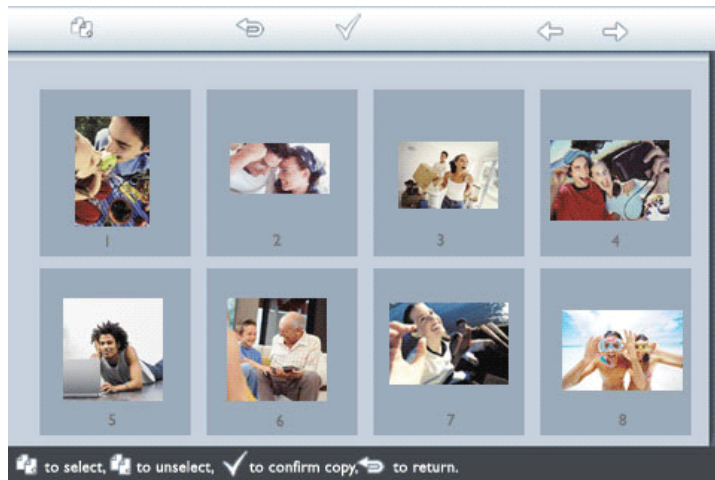 1 2 3 4
5 6 7 8
to select, to unselect, to confirm copy, to return.